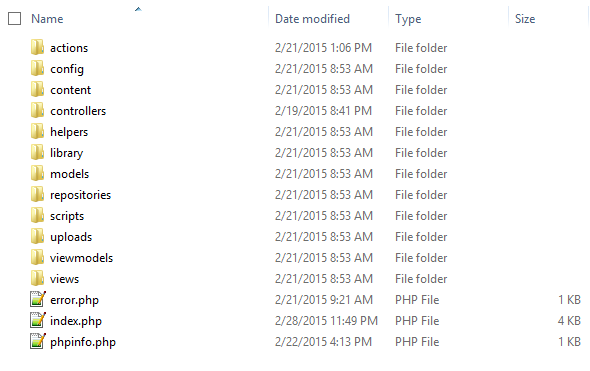 Name Date modified Type Size
actions 2/21/2015 1:06 PM File folder
config 2/21/2015 8:53 AM File folder
content 2/21/2015 8:53 AM File folder
controllers 2/19/2015 8:41 PM File folder
helpers 2/21/2015 8:53 AM File folder
library 2/21/2015 8:53 AM File folder
models 2/21/2015 8:53 AM File folder
repositories 2/21/2015 8:53 AM File folder
scripts 2/21/2015 8:53 AM File folder
uploads 2/21/2015 8:53 AM File folder
viewmodels 2/21/2015 8:53 AM File folder
views 2/21/2015 8:53 AM File folder
error.php 2/21/2015 9:21 AM PHP File 1 KB
index.php 2/28/2015 11:49 PM PHP File 4 KB
phpinfo.php 2/22/2015 4:13 PM PHP File 1 KB